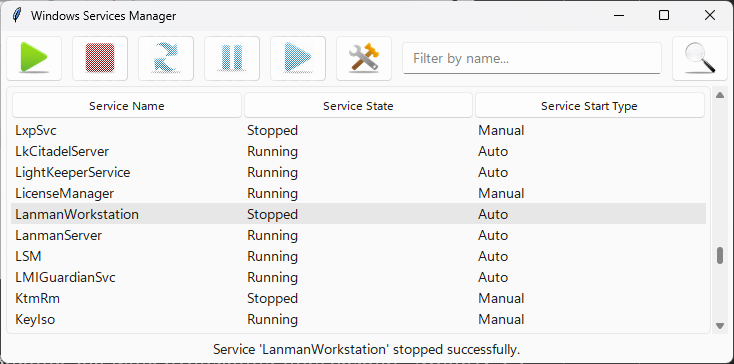 Windows Services Manager
Filter by name...
Service Name Service State Service Start Type
LxpSvc Stopped Manual
LkCitadelServer Running Auto
LightKeeperService Running Auto
LicenseManager Running Manual
LanmanWorkstation Stopped Auto
LanmanServer Running Auto
LSM Running Auto
LMIGuardianSvc Running Auto
KtmRm Stopped Manual
KeyIso Running Manual
Service 'LanmanWorkstation' stopped successfully.